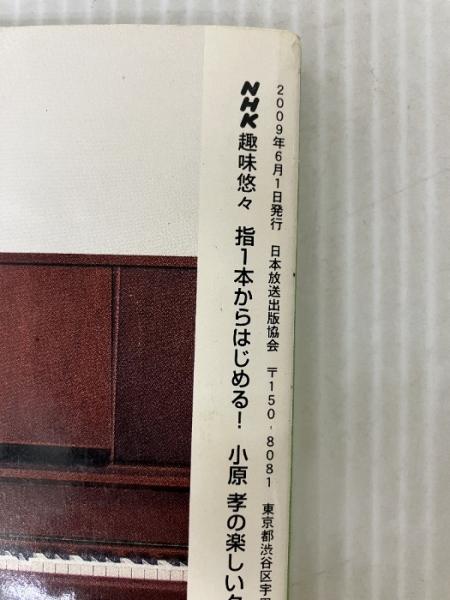 2009年6月1日発行 日本放送出版協会 〒150-8081 東京都渋谷区宇
NHK 趣味悠々 指1本からはじめる! 小原 孝の楽しい